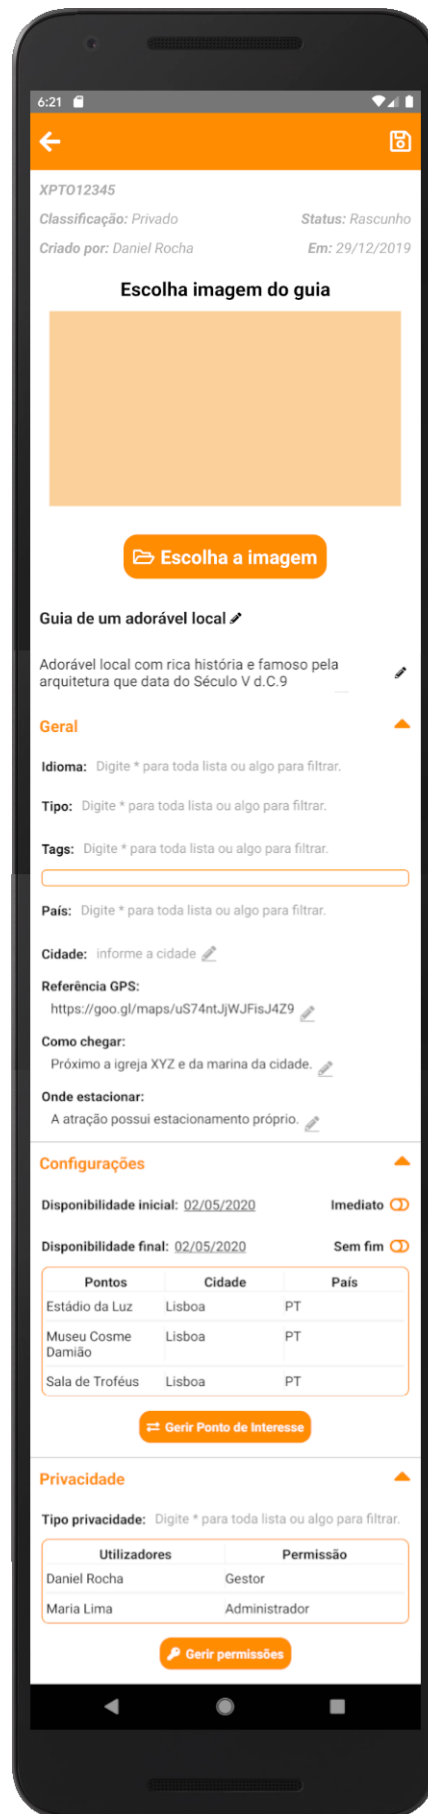 6:21
XPTO12345
Classificação: Privado Status: Rascunho
Criado por: Daniel Rocha Em: 29/12/2019
Escolha imagem do guia
Escolha a imagem
Guia de um adorável local
Adorável local com rica história e famoso pela
arquitetura que data do Século V d.C.9
Geral
Idioma: Digite * para toda lista ou algo para filtrar.
Tipo: Digite * para toda lista ou algo para filtrar.
Tags: Digite * para toda lista ou algo para filtrar.
País: Digite * para toda lista ou algo para filtrar.
Cidade: informe a cidade
Referência GPS:
https://goo.gl/maps/uS74ntJjWJFisJ4Z9
Como chegar:
Próximo a igreja XYZ e da marina da cidade.
Onde estacionar:
A atração possui estacionamento próprio.
Configurações
Disponibilidade inicial: 02/05/2020 Imediato
Disponibilidade final: 02/05/2020 Sem fim
Pontos Cidade País
Estádio da Luz Lisboa PT
Museu Cosme Lisboa PT
Damião
Sala de Troféus Lisboa PT
Gerir Ponto de Interesse
Privacidade
Tipo privacidade: Digite * para toda lista ou algo para filtrar.
Utilizadores Permissão
Daniel Rocha Gestor
Maria Lima Administrador
Gerir permissões